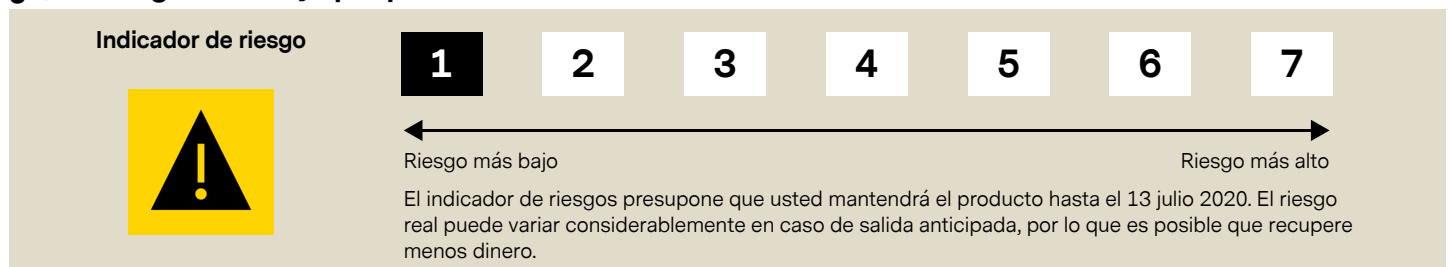 Indicador de riesgo
1 2 3 4 5 6 7
Riesgo más bajo Riesgo más alto
El indicador de riesgos presupone que usted mantendrá el producto hasta el 13 julio 2020. El riesgo
real puede variar considerablemente en caso de salida anticipada, por lo que es posible que recupere
menos dinero.